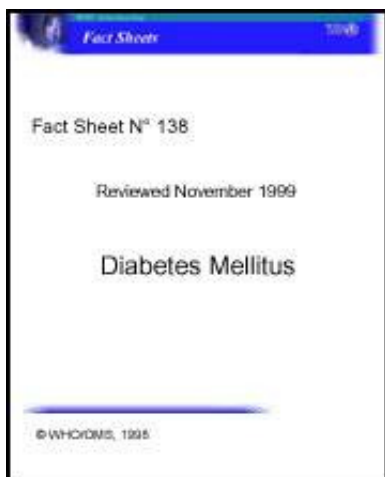 Fact Sheets
Fact Sheet N° 138
Reviewed November 1999
Diabetes Mellitus
© WHO/OMS, 1998